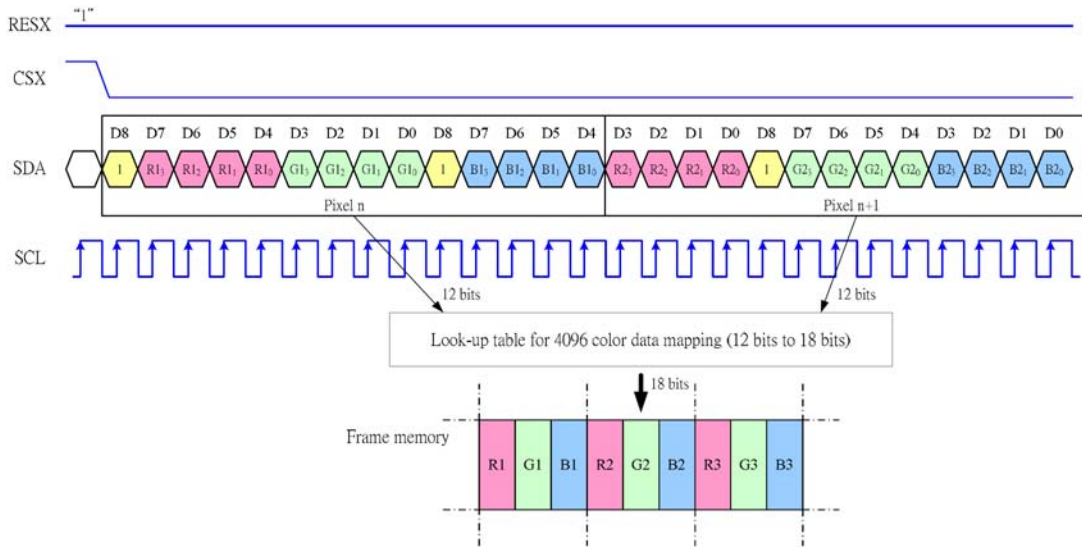 RESX "1"
CSX
D8 D7 D6 D5 D4 D3 D2 D1 D0 D8 D7 D6 D5 D4 D3 D2 D1 D0 D8 D7 D6 D5 D4 D3 D2 D1 D0
SDA 1 R1₃ R1₂ R1₁ R1₀ G1₃ G1₂ G1₁ G1₀ 1 B1₃ B1₂ B1₁ B1₀ R2₃ R2₂ R2₁ R2₀ 1 G2₃ G2₂ G2₁ G2₀ B2₃ B2₂ B2₁ B2₀
Pixel n Pixel n+1
SCL
12 bits 12 bits
Look-up table for 4096 color data mapping (12 bits to 18 bits)
18 bits
Frame memory
R1 G1 B1 R2 G2 B2 R3 G3 B3